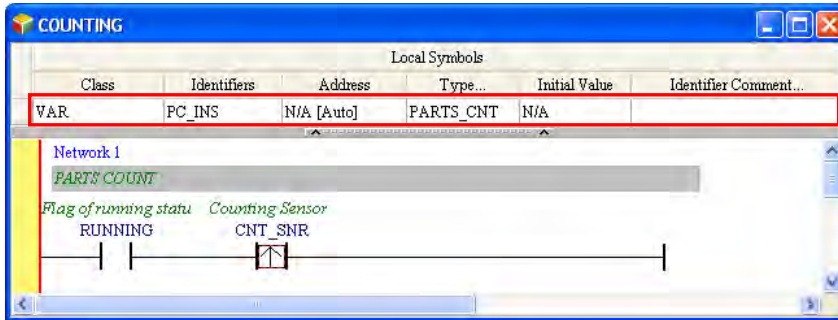 COUNTING
Local Symbols
Class Identifiers Address Type... Initial Value Identifier Comment...
VAR PC_INS N/A [Auto] PARTS_CNT N/A
Network 1
PARTS COUNT
Flag of running statu Counting Sensor
RUNNING CNT_SNR